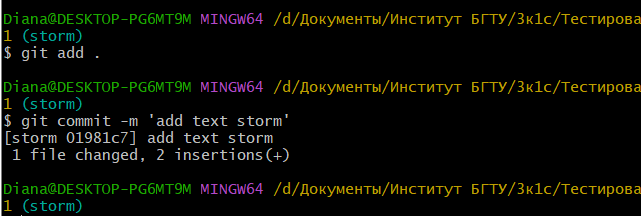 Diana@DESKTOP-PG6MT9M MINGW64 /d/Документы/Институт БГТУ/3к1с/Тестирова
1 (storm)
$ git add .
Diana@DESKTOP-PG6MT9M MINGW64 /d/Документы/Институт БГТУ/3к1с/Тестирова
1 (storm)
$ git commit -m 'add text storm'
[storm 01981c7] add text storm
1 file changed, 2 insertions(+)
Diana@DESKTOP-PG6MT9M MINGW64 /d/Документы/Институт БГТУ/3к1с/Тестирова
1 (storm)